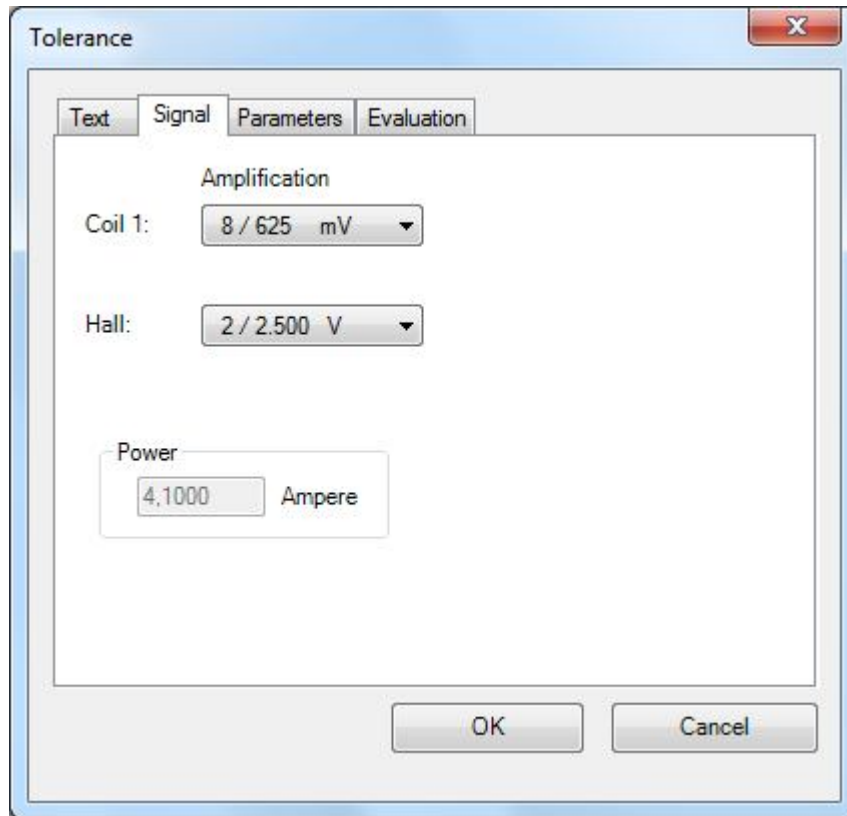 Tolerance
Text Signal Parameters Evaluation
Amplification
Coil 1: 8 / 625 mV
Hall: 2 / 2.500 V
Power
4,1000 Ampere
OK Cancel